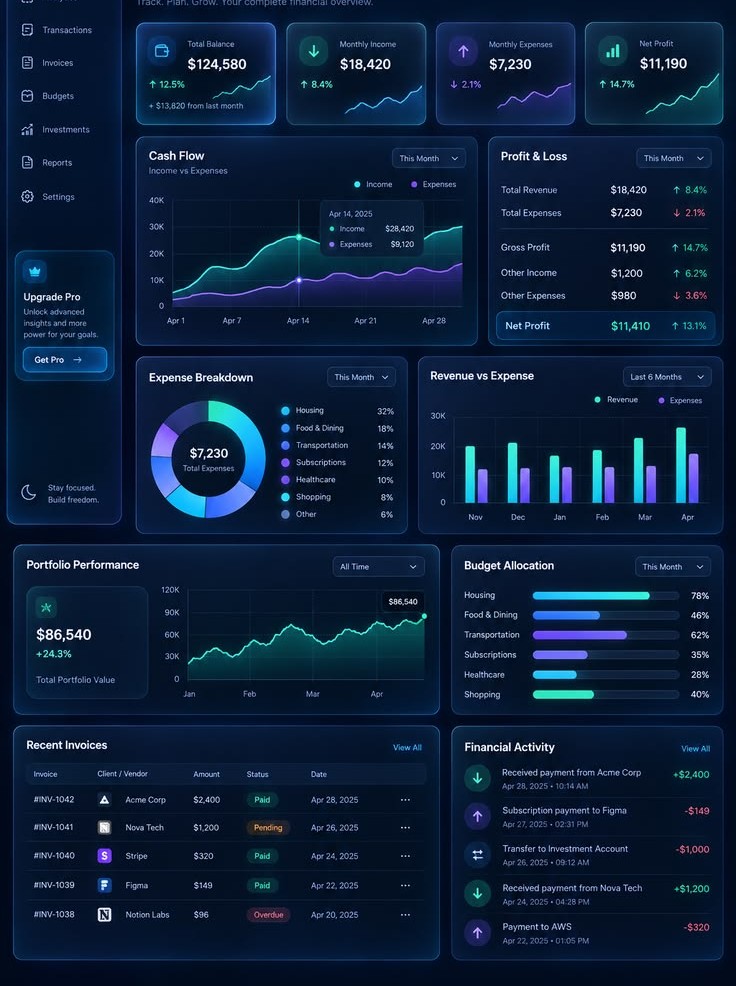 Track. Plan. Grow. Your complete financial overview.
Transactions
Invoices
Budgets
Investments
Reports
Settings
Upgrade Pro
Unlock advanced
insights and more
power for your goals.
Get Pro →
Stay focused.
Build freedom.
Total Balance
$124,580
↑ 12.5%
+ $13,820 from last month
Monthly Income
$18,420
↑ 8.4%
Monthly Expenses
$7,230
↓ 2.1%
Net Profit
$11,190
↑ 14.7%
Cash Flow
Income vs Expenses
This Month
Income Expenses
40K
30K
20K
10K
0
Apr 14, 2025
Income $28,420
Expenses $9,120
Apr 1 Apr 7 Apr 14 Apr 21 Apr 28
Profit & Loss
This Month
Total Revenue $18,420 ↑ 8.4%
Total Expenses $7,230 ↓ 2.1%
Gross Profit $11,190 ↑ 14.7%
Other Income $1,200 ↑ 6.2%
Other Expenses $980 ↓ 3.6%
Net Profit $11,410 ↑ 13.1%
Expense Breakdown
This Month
$7,230
Total Expenses
Housing 32%
Food & Dining 18%
Transportation 14%
Subscriptions 12%
Healthcare 10%
Shopping 8%
Other 6%
Revenue vs Expense
Last 6 Months
Revenue Expenses
30K
20K
10K
0
Nov Dec Jan Feb Mar Apr
Portfolio Performance
All Time
$86,540
+24.3%
Total Portfolio Value
120K
90K
60K
30K
0
$86,540
Jan Feb Mar Apr
Budget Allocation
This Month
Housing 78%
Food & Dining 46%
Transportation 62%
Subscriptions 35%
Healthcare 28%
Shopping 40%
Recent Invoices
View All
Invoice Client / Vendor Amount Status Date
#INV-1042 Acme Corp $2,400 Paid Apr 28, 2025 ...
#INV-1041 N Nova Tech $1,200 Pending Apr 26, 2025 ...
#INV-1040 S Stripe $320 Paid Apr 24, 2025 ...
#INV-1039 F Figma $149 Paid Apr 22, 2025 ...
#INV-1038 N Notion Labs $96 Overdue Apr 20, 2025 ...
Financial Activity
View All
Received payment from Acme Corp +$2,400
Apr 28, 2025 • 10:14 AM
Subscription payment to Figma -$149
Apr 27, 2025 • 02:31 PM
Transfer to Investment Account -$1,000
Apr 26, 2025 • 09:12 AM
Received payment from Nova Tech +$1,200
Apr 24, 2025 • 04:28 PM
Payment to AWS -$320
Apr 22, 2025 • 01:05 PM